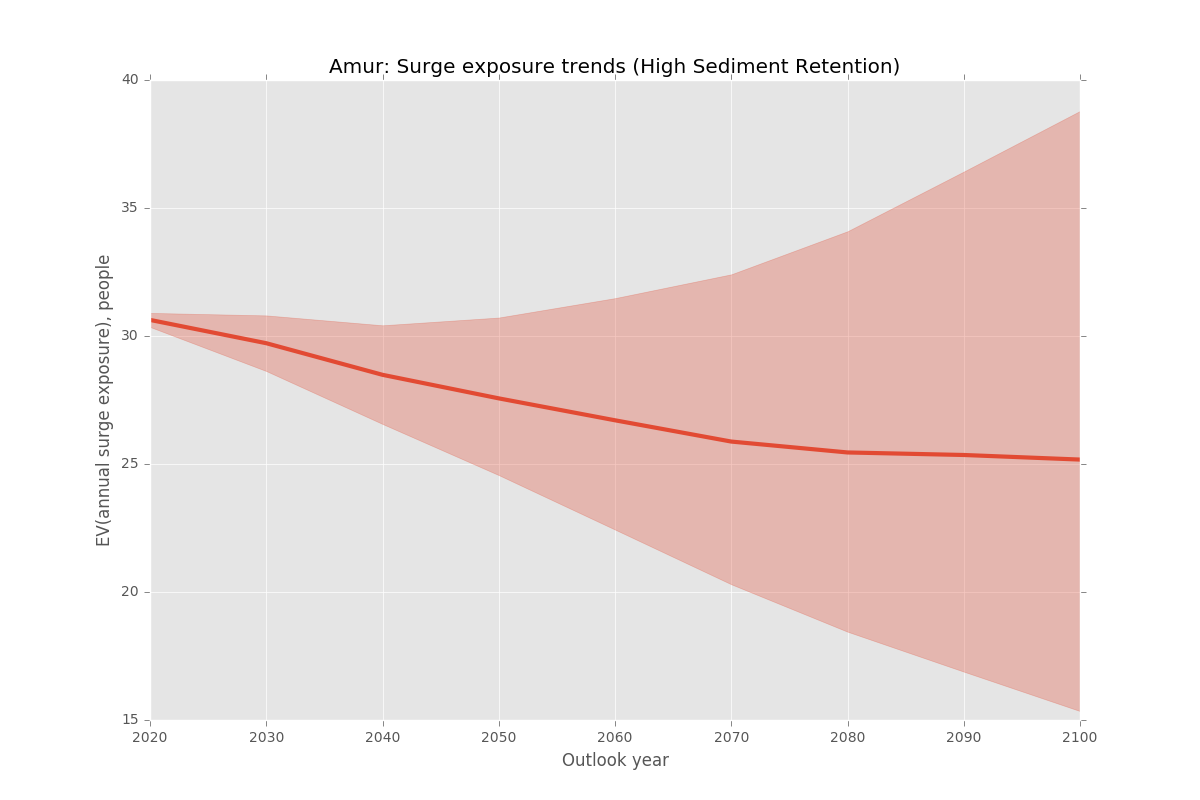 Amur: Surge exposure trends (High Sediment Retention)
40
35
30
25
20
15
EV(annual surge exposure), people
2020 2030 2040 2050 2060 2070 2080 2090 2100
Outlook year